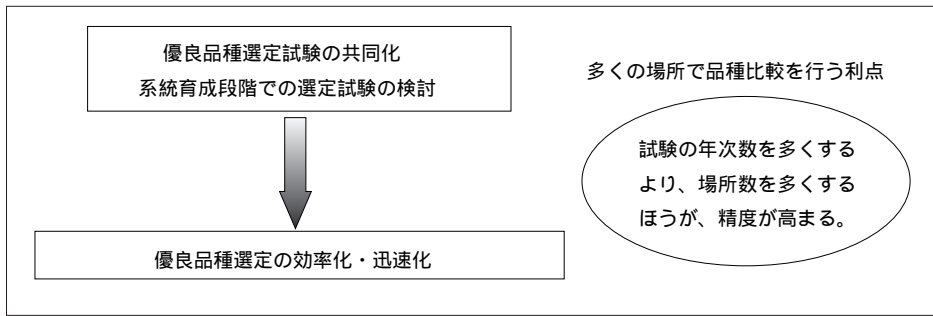 優良品種選定試験の共同化
系統育成段階での選定試験の検討
優良品種選定の効率化・迅速化
多くの場所で品種比較を行う利点
試験の年次数を多くする
より、場所数を多くする
ほうが、精度が高まる。